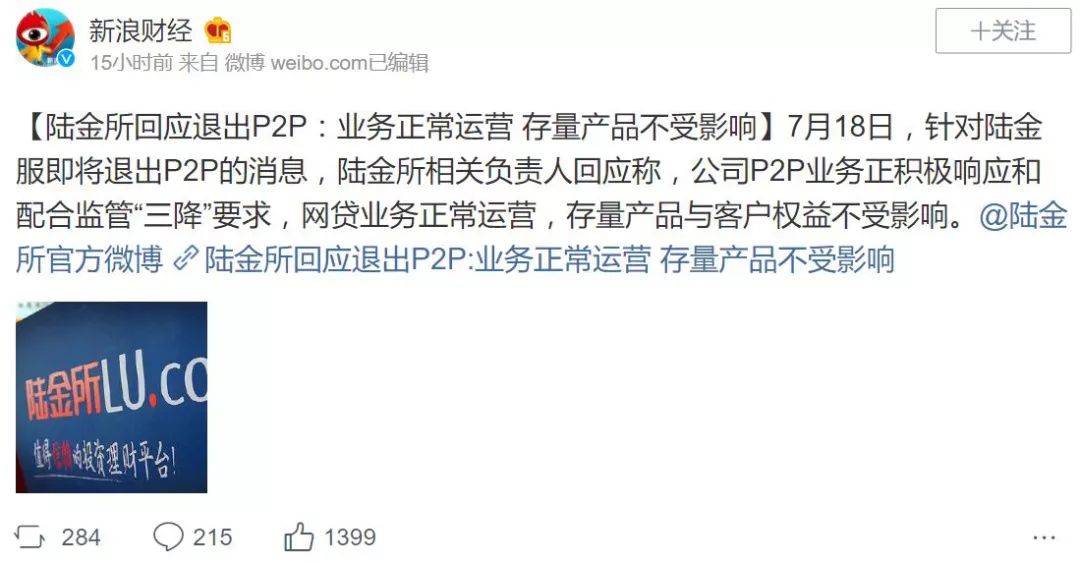 新浪财经
十关注
15小时前 来自 微博 weibo.com已编辑
【陆金所回应退出P2P：业务正常运营 存量产品不受影响】7月18日，针对陆金
服即将退出P2P的消息，陆金所相关负责人回应称，公司P2P业务正积极响应和
配合监管“三降”要求，网贷业务正常运营，存量产品与客户权益不受影响。@陆金
所官方微博 陆金所回应退出P2P:业务正常运营 存量产品不受影响
陆金所LU.co
值得信赖的投资理财平台!
284 215 1399